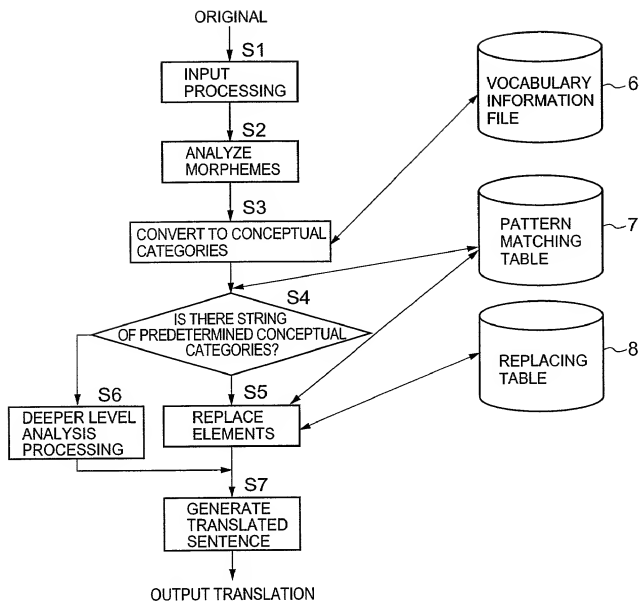 ORIGINAL
S1
INPUT
PROCESSING
S2
ANALYZE
MORPHEMES
S3
CONVERT TO CONCEPTUAL
CATEGORIES
S4
IS THERE STRING
OF PREDETERMINED CONCEPTUAL
CATEGORIES?
S6
DEEPER LEVEL
ANALYSIS
PROCESSING
S5
REPLACE
ELEMENTS
S7
GENERATE
TRANSLATED
SENTENCE
OUTPUT TRANSLATION
VOCABULARY
INFORMATION
FILE
6
PATTERN
MATCHING
TABLE
7
REPLACING
TABLE
8